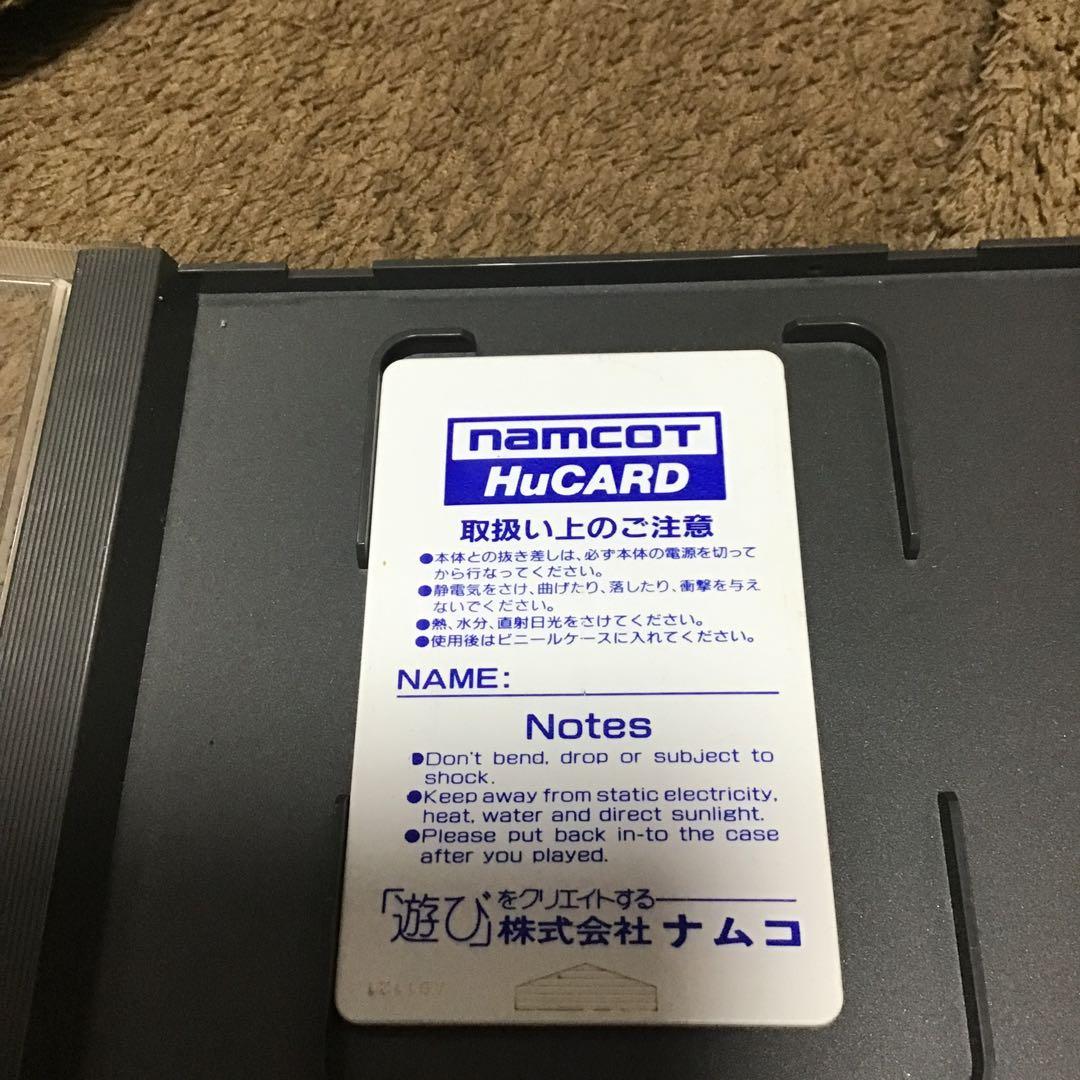 namcoT
HuCARD
取扱い上のご注意
●本体との抜き差しは、必ず本体の電源を切って
から行なってください。
●静電気をさけ、曲げたり、落したり、衝撃を与え
ないでください。
●熱、水分、直射日光をさけてください。
●使用後はビニールケースに入れてください。
NAME:
Notes
●Don't bend, drop or subject to
shock.
●Keep away from static electricity,
heat, water and direct sunlight.
●Please put back in-to the case
after you played.
「遊び」をクリエイトする
株式会社 ナムコ